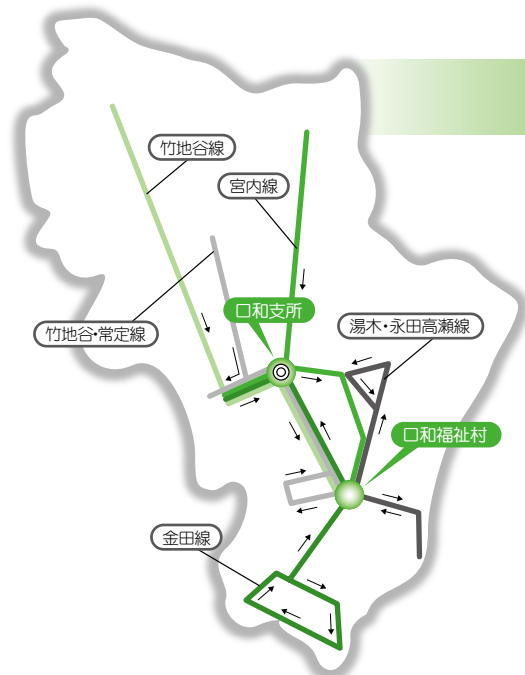 竹地谷線
宮内線
口和支所
竹地谷・常定線
湯木・永田高瀬線
口和福祉村
金田線